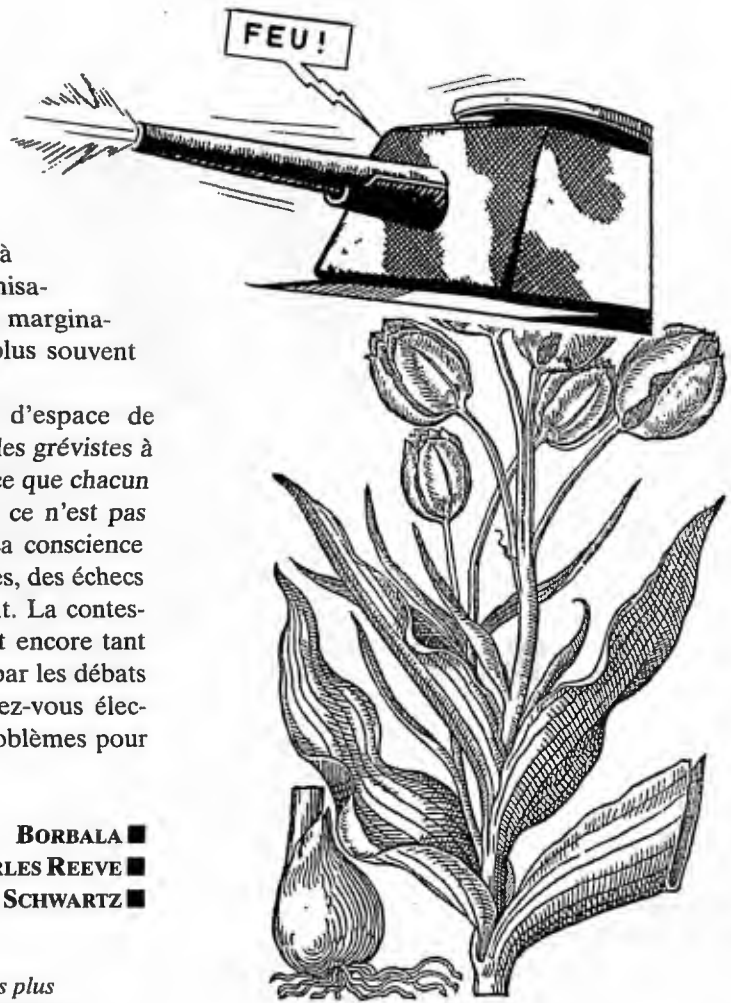 FEU !
à
nisa-
margina-
plus souvent
d'espace de
les grévistes à
ce que chacun
ce n'est pas
a conscience
es, des échecs
it. La contes-
t encore tant
par les débats
ez-vous élec-
oblèmes pour
BORBALA ■
RLES REEVE ■
SCHWARTZ ■
s plus